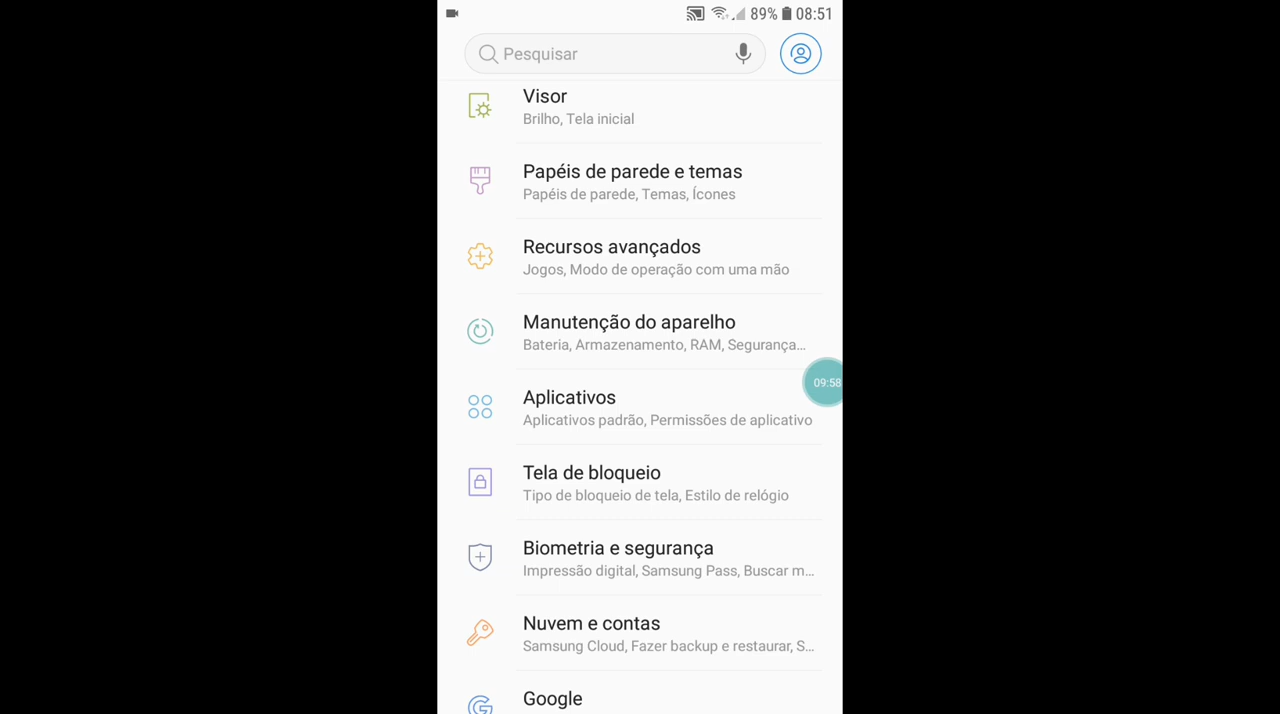 89% 08:51
Pesquisar
Visor
Brilho, Tela inicial
Papéis de parede e temas
Papéis de parede, Temas, Ícones
Recursos avançados
Jogos, Modo de operação com uma mão
Manutenção do aparelho
Bateria, Armazenamento, RAM, Segurança...
09:58
Aplicativos
Aplicativos padrão, Permissões de aplicativo
Tela de bloqueio
Tipo de bloqueio de tela, Estilo de relógio
Biometria e segurança
Impressão digital, Samsung Pass, Buscar m...
Nuvem e contas
Samsung Cloud, Fazer backup e restaurar, S...
Google